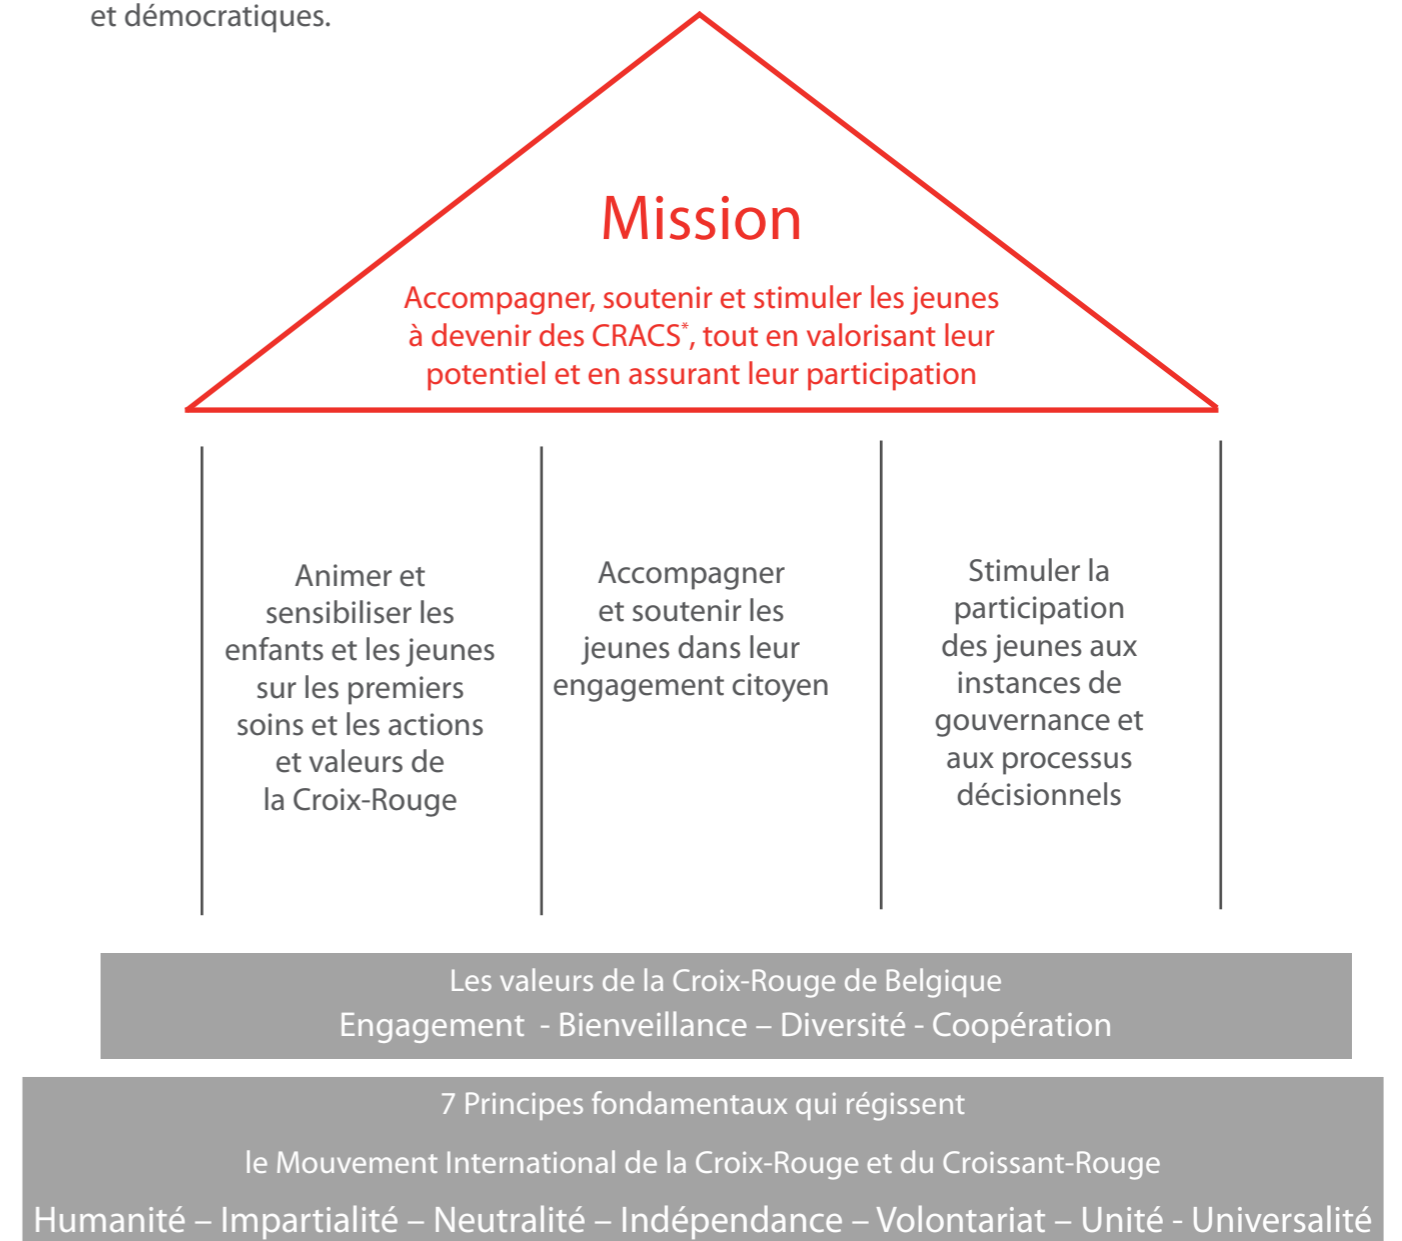 et démocratiques.
Mission
Accompagner, soutenir et stimuler les jeunes
à devenir des CRACS*, tout en valorisant leur
potentiel et en assurant leur participation
Animer et
sensibiliser les
enfants et les jeunes
sur les premiers
soins et les actions
et valeurs de
la Croix-Rouge
Accompagner
et soutenir les
jeunes dans leur
engagement citoyen
Stimuler la
participation
des jeunes aux
instances de
gouvernance et
aux processus
décisionnels
Les valeurs de la Croix-Rouge de Belgique
Engagement - Bienveillance – Diversité - Coopération
7 Principes fondamentaux qui régissent
le Mouvement International de la Croix-Rouge et du Croissant-Rouge
Humanité – Impartialité – Neutralité – Indépendance – Volontariat – Unité - Universalité